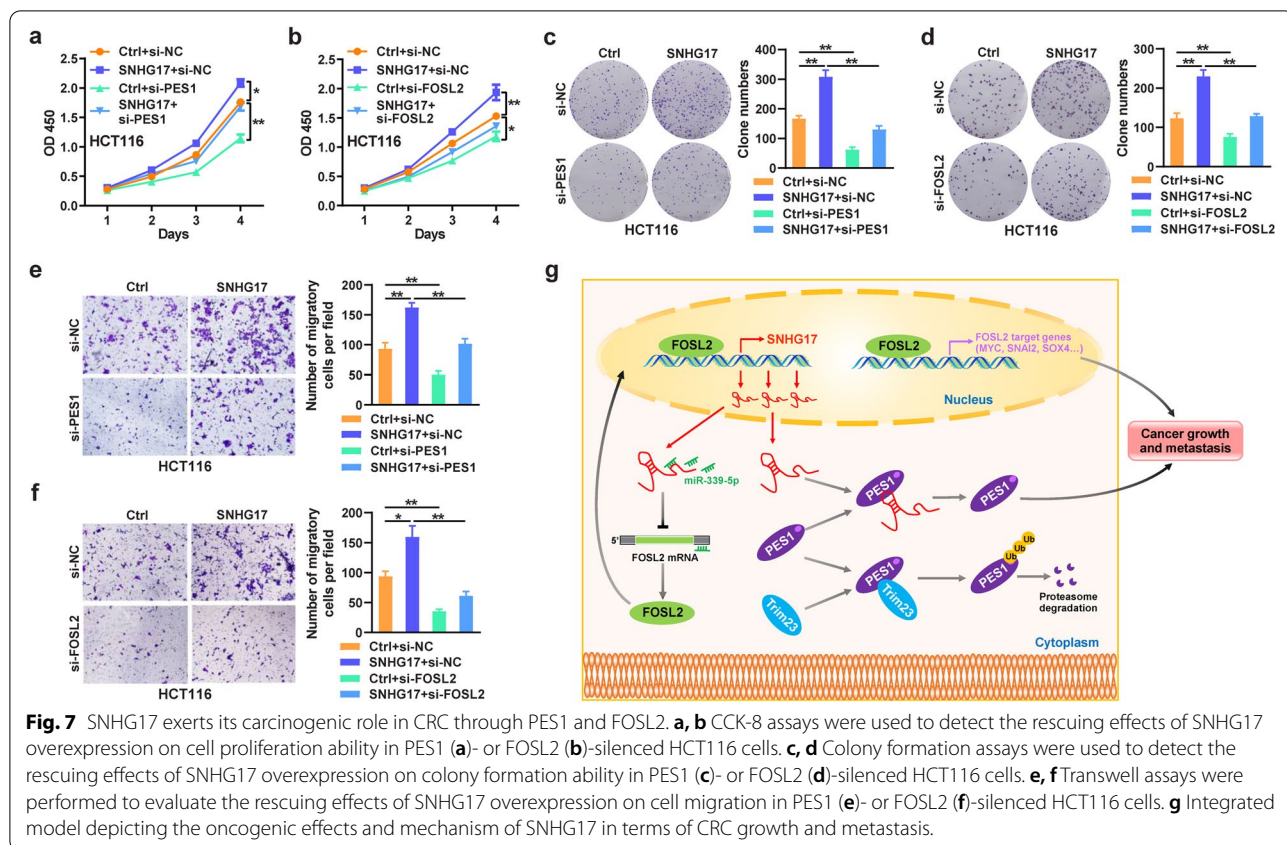 a
Ctrl+si-NC
SNHG17+si-NC
Ctrl+si-PES1
SNHG17+
si-PES1
HCT116
OD 450
2.5
2.0
1.5
1.0
0.5
0.0
1 2 3 4
Days
*
**
b
Ctrl+si-NC
SNHG17+si-NC
Ctrl+si-FOSL2
SNHG17+
si-FOSL2
HCT116
OD 450
2.5
2.0
1.5
1.0
0.5
0.0
1 2 3 4
Days
**
*
c
Ctrl SNHG17
si-NC
si-PES1
HCT116
Clone numbers
400
300
200
100
0
**
** **
Ctrl+si-NC
SNHG17+si-NC
Ctrl+si-PES1
SNHG17+si-PES1
d
Ctrl SNHG17
si-NC
si-FOSL2
HCT116
Clone numbers
300
200
100
0
**
** **
Ctrl+si-NC
SNHG17+si-NC
Ctrl+si-FOSL2
SNHG17+si-FOSL2
e
Ctrl SNHG17
si-NC
si-PES1
HCT116
Number of migratory
cells per field
200
150
100
50
0
**
** **
Ctrl+si-NC
SNHG17+si-NC
Ctrl+si-PES1
SNHG17+si-PES1
f
Ctrl SNHG17
si-NC
si-FOSL2
HCT116
Number of migratory
cells per field
200
150
100
50
0
**
* **
Ctrl+si-NC
SNHG17+si-NC
Ctrl+si-FOSL2
SNHG17+si-FOSL2
g
FOSL2
SNHG17
FOSL2
FOSL2 target genes
(MYC, SNAI2, SOX4...)
Nucleus
Cancer growth
and metastasis
miR-339-5p
5'
FOSL2 mRNA
FOSL2
PES1
PES1
PES1
PES1
Trim23
Trim23
PES1
Ub
Ub
Ub
Proteasome
degradation
Cytoplasm
Fig. 7 SNHG17 exerts its carcinogenic role in CRC through PES1 and FOSL2. a, b CCK-8 assays were used to detect the rescuing effects of SNHG17
overexpression on cell proliferation ability in PES1 (a)- or FOSL2 (b)-silenced HCT116 cells. c, d Colony formation assays were used to detect the
rescuing effects of SNHG17 overexpression on colony formation ability in PES1 (c)- or FOSL2 (d)-silenced HCT116 cells. e, f Transwell assays were
performed to evaluate the rescuing effects of SNHG17 overexpression on cell migration in PES1 (e)- or FOSL2 (f)-silenced HCT116 cells. g Integrated
model depicting the oncogenic effects and mechanism of SNHG17 in terms of CRC growth and metastasis.